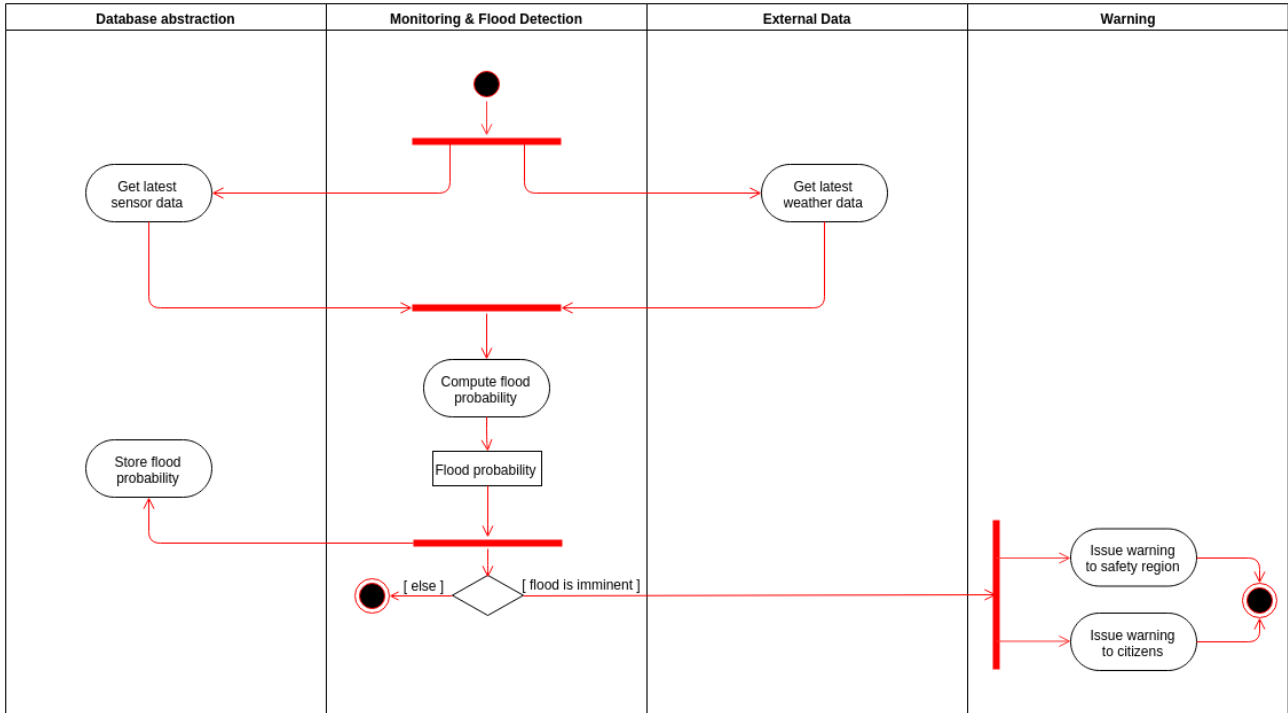 Database abstraction
Monitoring & Flood Detection
External Data
Warning
Get latest
sensor data
Get latest
weather data
Compute flood
probability
Store flood
probability
Flood probability
[ else ]
[ flood is imminent ]
Issue warning
to safety region
Issue warning
to citizens